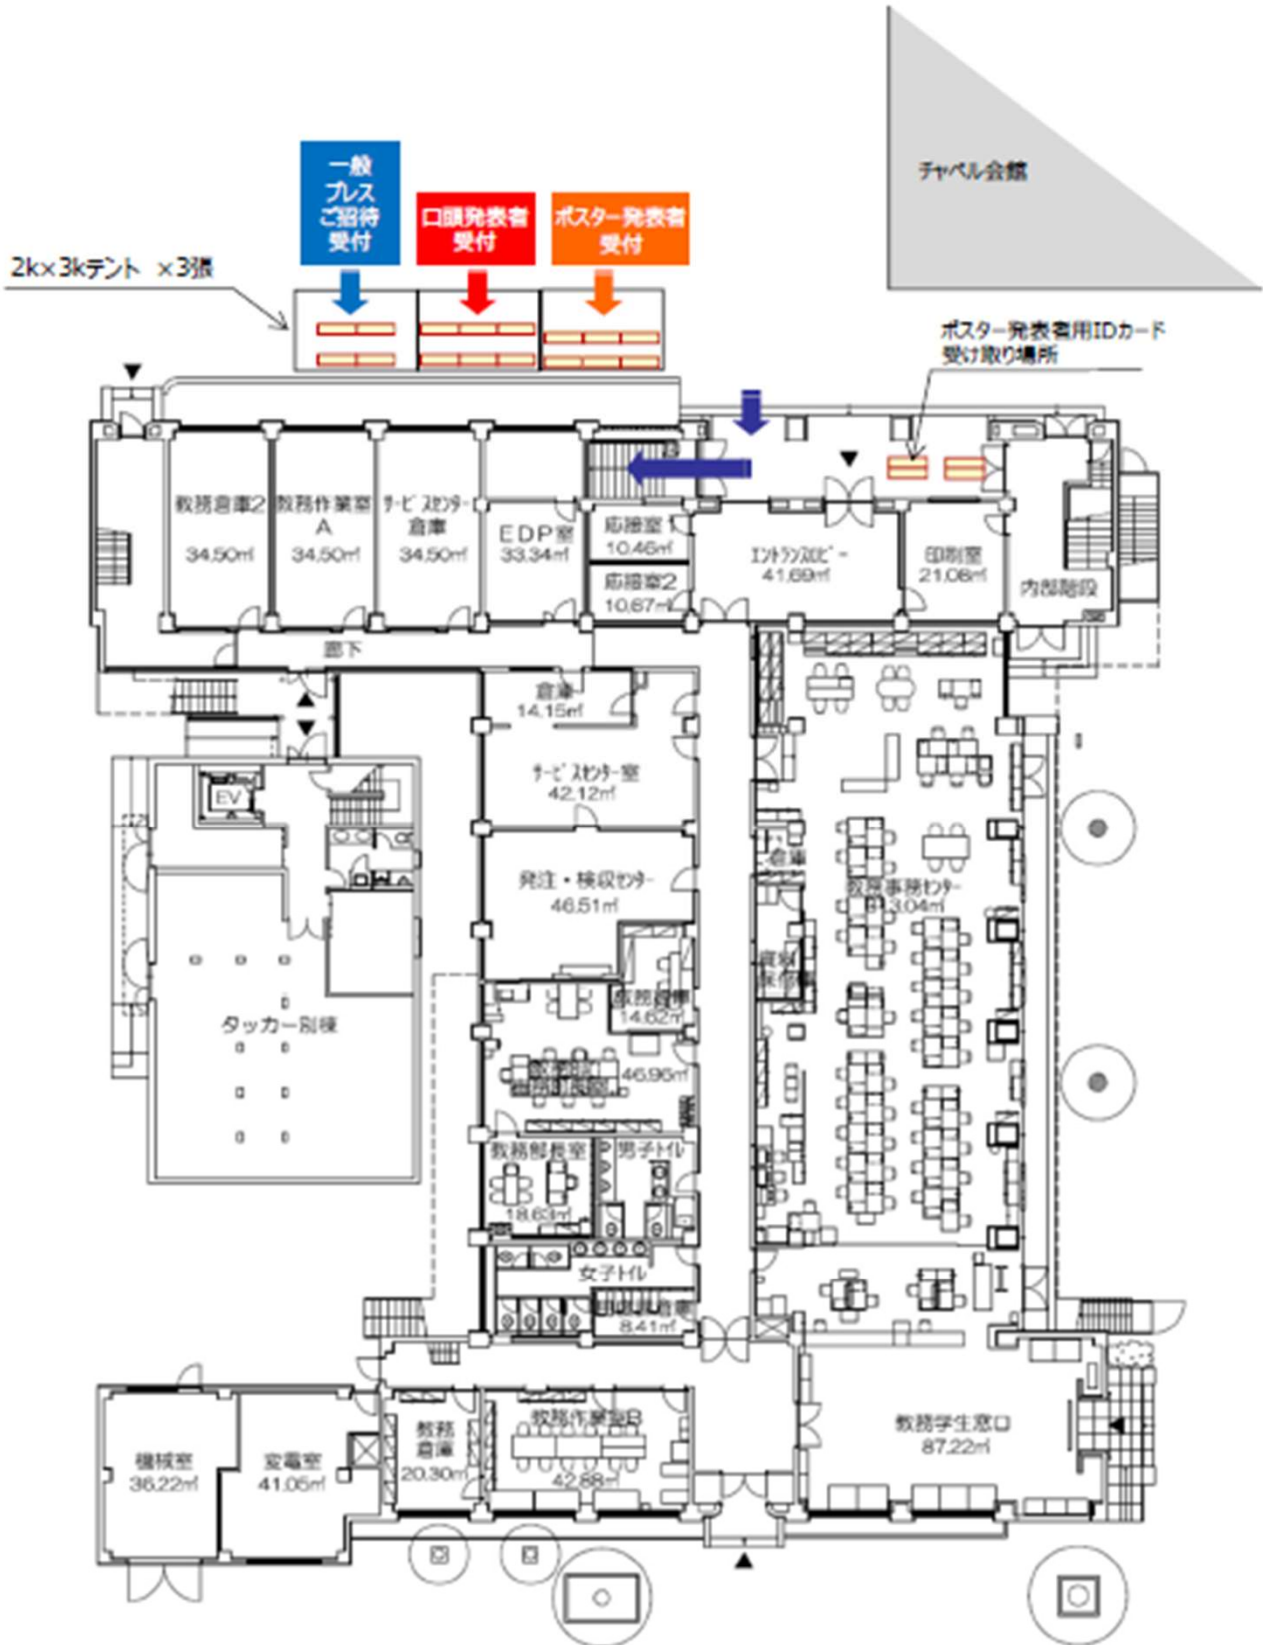 チャペル会館
一般
プレス
ご招待
受付
口頭発表者
受付
ポスター発表者
受付
2k×3kテント ×3張
ポスター発表者用IDカード
受け取り場所
教務倉庫2
34.50㎡
教務作業室
A
34.50㎡
サービスセンター
倉庫
34.50㎡
EDP室
33.34㎡
応接室1
10.46㎡
応接室2
10.67㎡
エントランスロビー
41.69㎡
印刷室
21.08㎡
内部階段
廊下
倉庫
14.15㎡
サービスセンター室
42.12㎡
EV
発注・検収センター
46.51㎡
倉庫
教務事務センター
3.04㎡
14.62㎡
タッカー別棟
46.96㎡
教務部長室
18.63㎡
男子トイレ
女子トイレ
8.41㎡
機械室
36.22㎡
変電室
41.05㎡
教務
倉庫
20.30㎡
教務作業室B
42.88㎡
教務学生窓口
87.22㎡